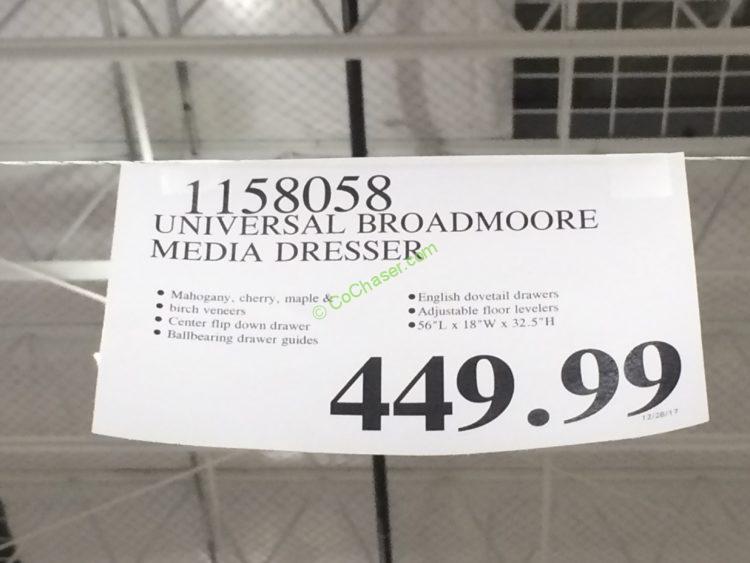 1158058
UNIVERSAL BROADMOORE
MEDIA DRESSER
© CoChaser.com
• Mahogany, cherry, maple &
• birch veneers
• Center flip down drawer
• Ballbearing drawer guides
• English dovetail drawers
• Adjustable floor levelers
• 56"L x 18"W x 32.5"H
449.99
12/28/17